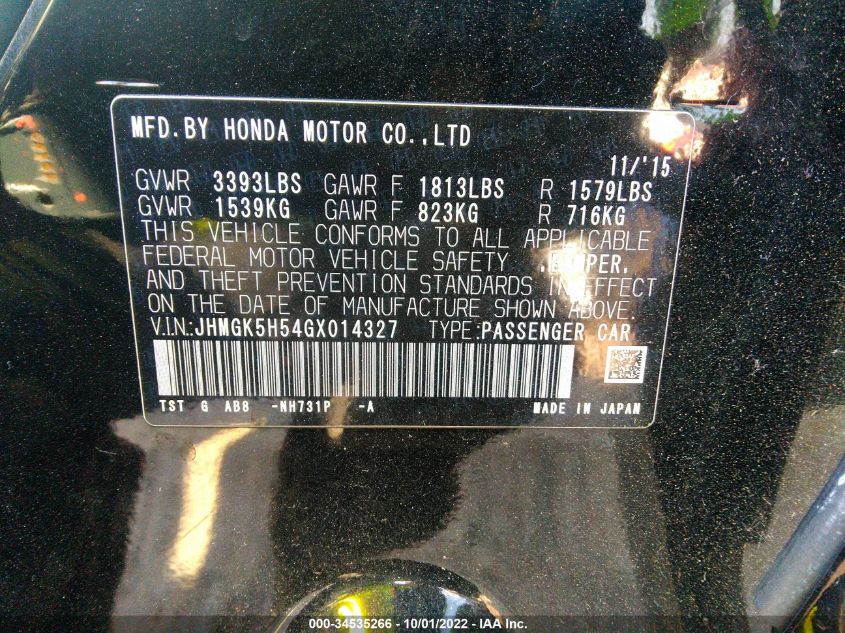 MFD.BY HONDA MOTOR CO.,LTD
11/'15
GVWR 3393LBS GAWR F 1813LBS R 1579LBS
GVWR 1539KG GAWR F 823KG R 716KG
THIS VEHICLE CONFORMS TO ALL APPLICABLE
FEDERAL MOTOR VEHICLE SAFETY ,BUMPER,
AND THEFT PREVENTION STANDARDS IN EFFECT
ON THE DATE OF MANUFACTURE SHOWN ABOVE.
V.IN:JHMGK5H54GX014327 TYPE:PASSENGER CAR
TST G AB8 -NH731P -A MADE IN JAPAN
000-34535266 - 10/01/2022 - IAA Inc.